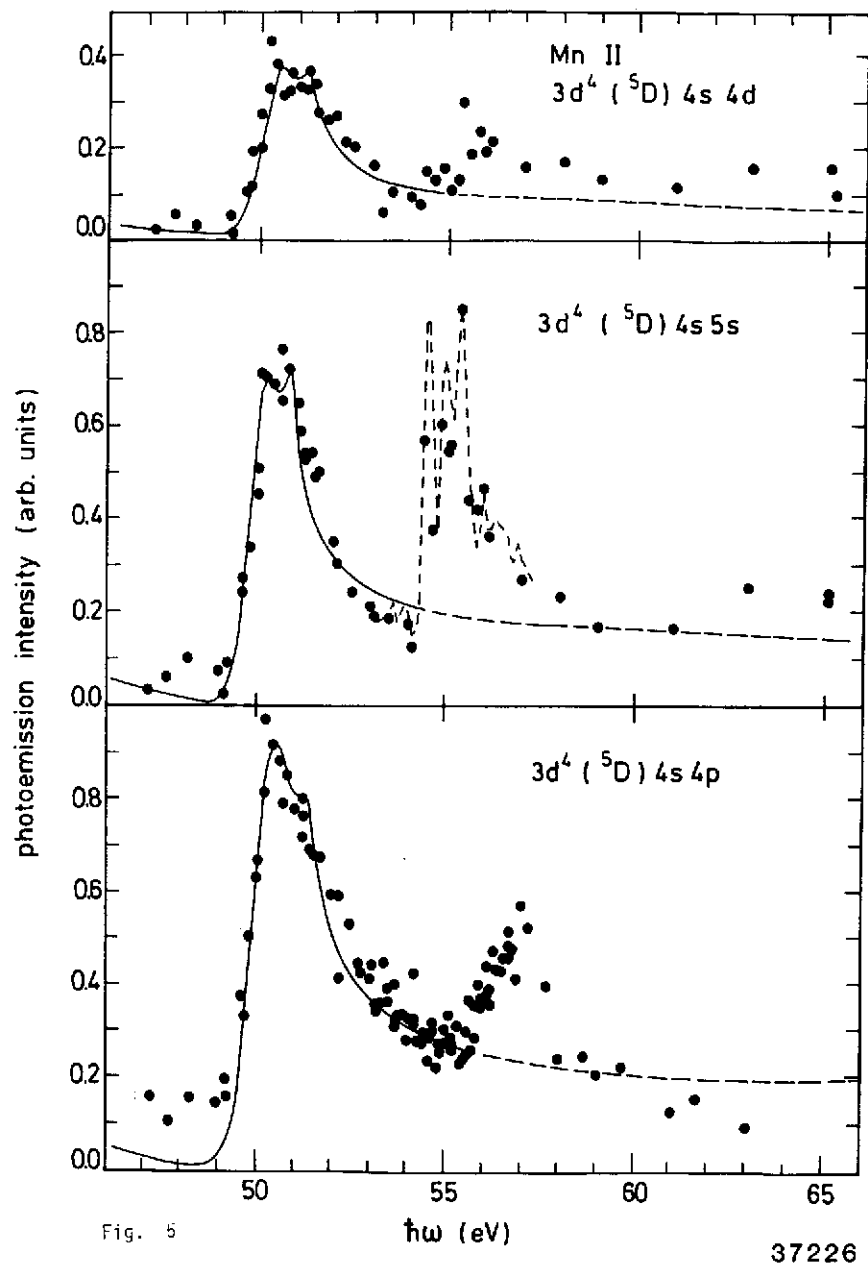 Mn II
3d⁴ (⁵D) 4s 4d
0.4
0.2
0.0
3d⁴ (⁵D) 4s 5s
0.8
0.6
0.4
0.2
0.0
3d⁴ (⁵D) 4s 4p
0.8
0.6
0.4
0.2
0.0
photoemission intensity (arb. units)
50
55
60
65
ħω (eV)
Fig. 5
37226